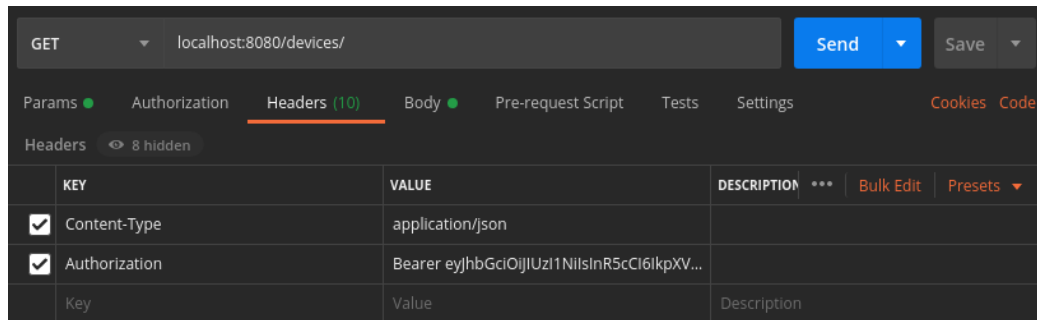 GET localhost:8080/devices/ Send Save
Params Authorization Headers (10) Body Pre-request Script Tests Settings Cookies Code
Headers 8 hidden
KEY VALUE DESCRIPTION ••• Bulk Edit Presets
Content-Type application/json
Authorization Bearer eyJhbGciOiJIUzI1NiIsInR5cCI6IkpXV...
Key Value Description